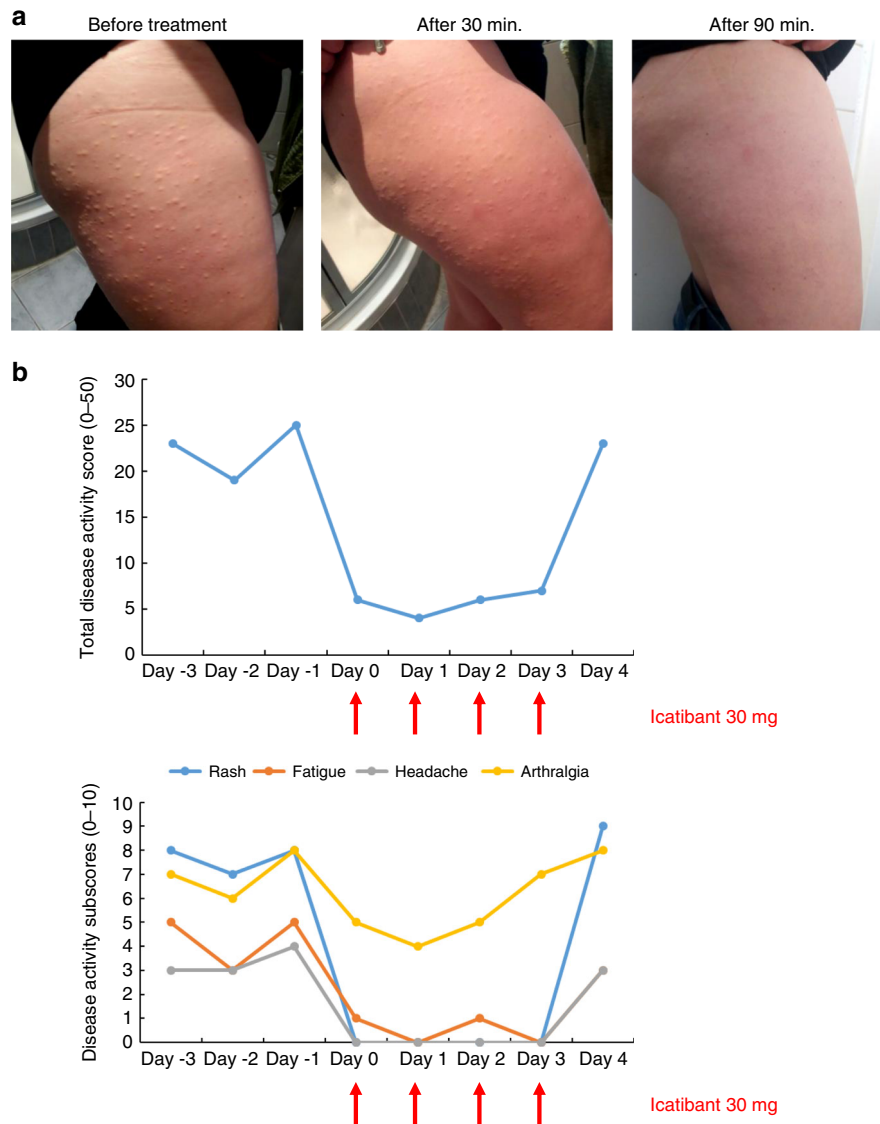 a
Before treatment
After 30 min.
After 90 min.
b
Total disease activity score (0–50)
30
25
20
15
10
5
0
Day -3 Day -2 Day -1 Day 0 Day 1 Day 2 Day 3 Day 4
Icatibant 30 mg
Rash Fatigue Headache Arthralgia
Disease activity subscores (0–10)
10
9
8
7
6
5
4
3
2
1
0
Day -3 Day -2 Day -1 Day 0 Day 1 Day 2 Day 3 Day 4
Icatibant 30 mg